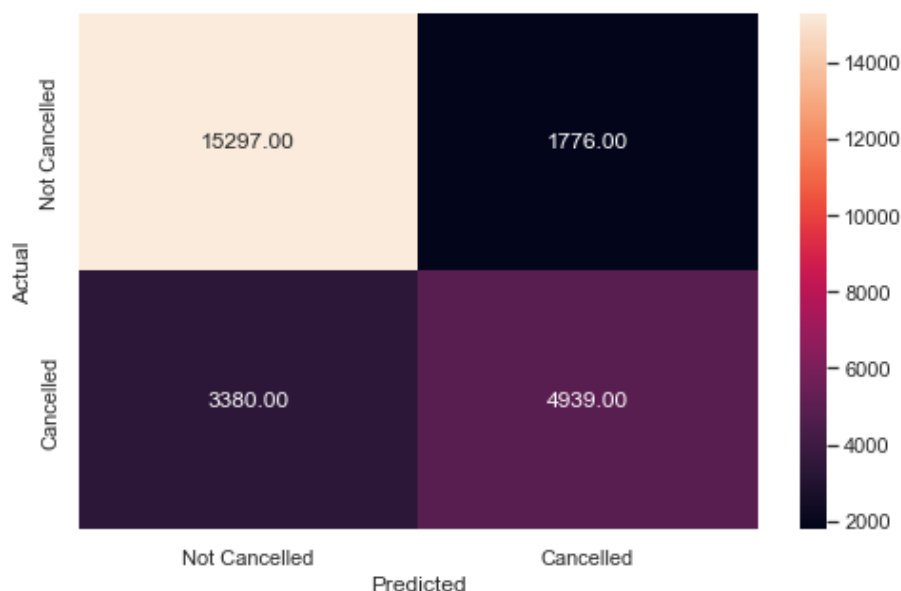 Not Cancelled
Cancelled
Actual
15297.00
1776.00
3380.00
4939.00
Not Cancelled
Cancelled
Predicted
14000
12000
10000
8000
6000
4000
2000